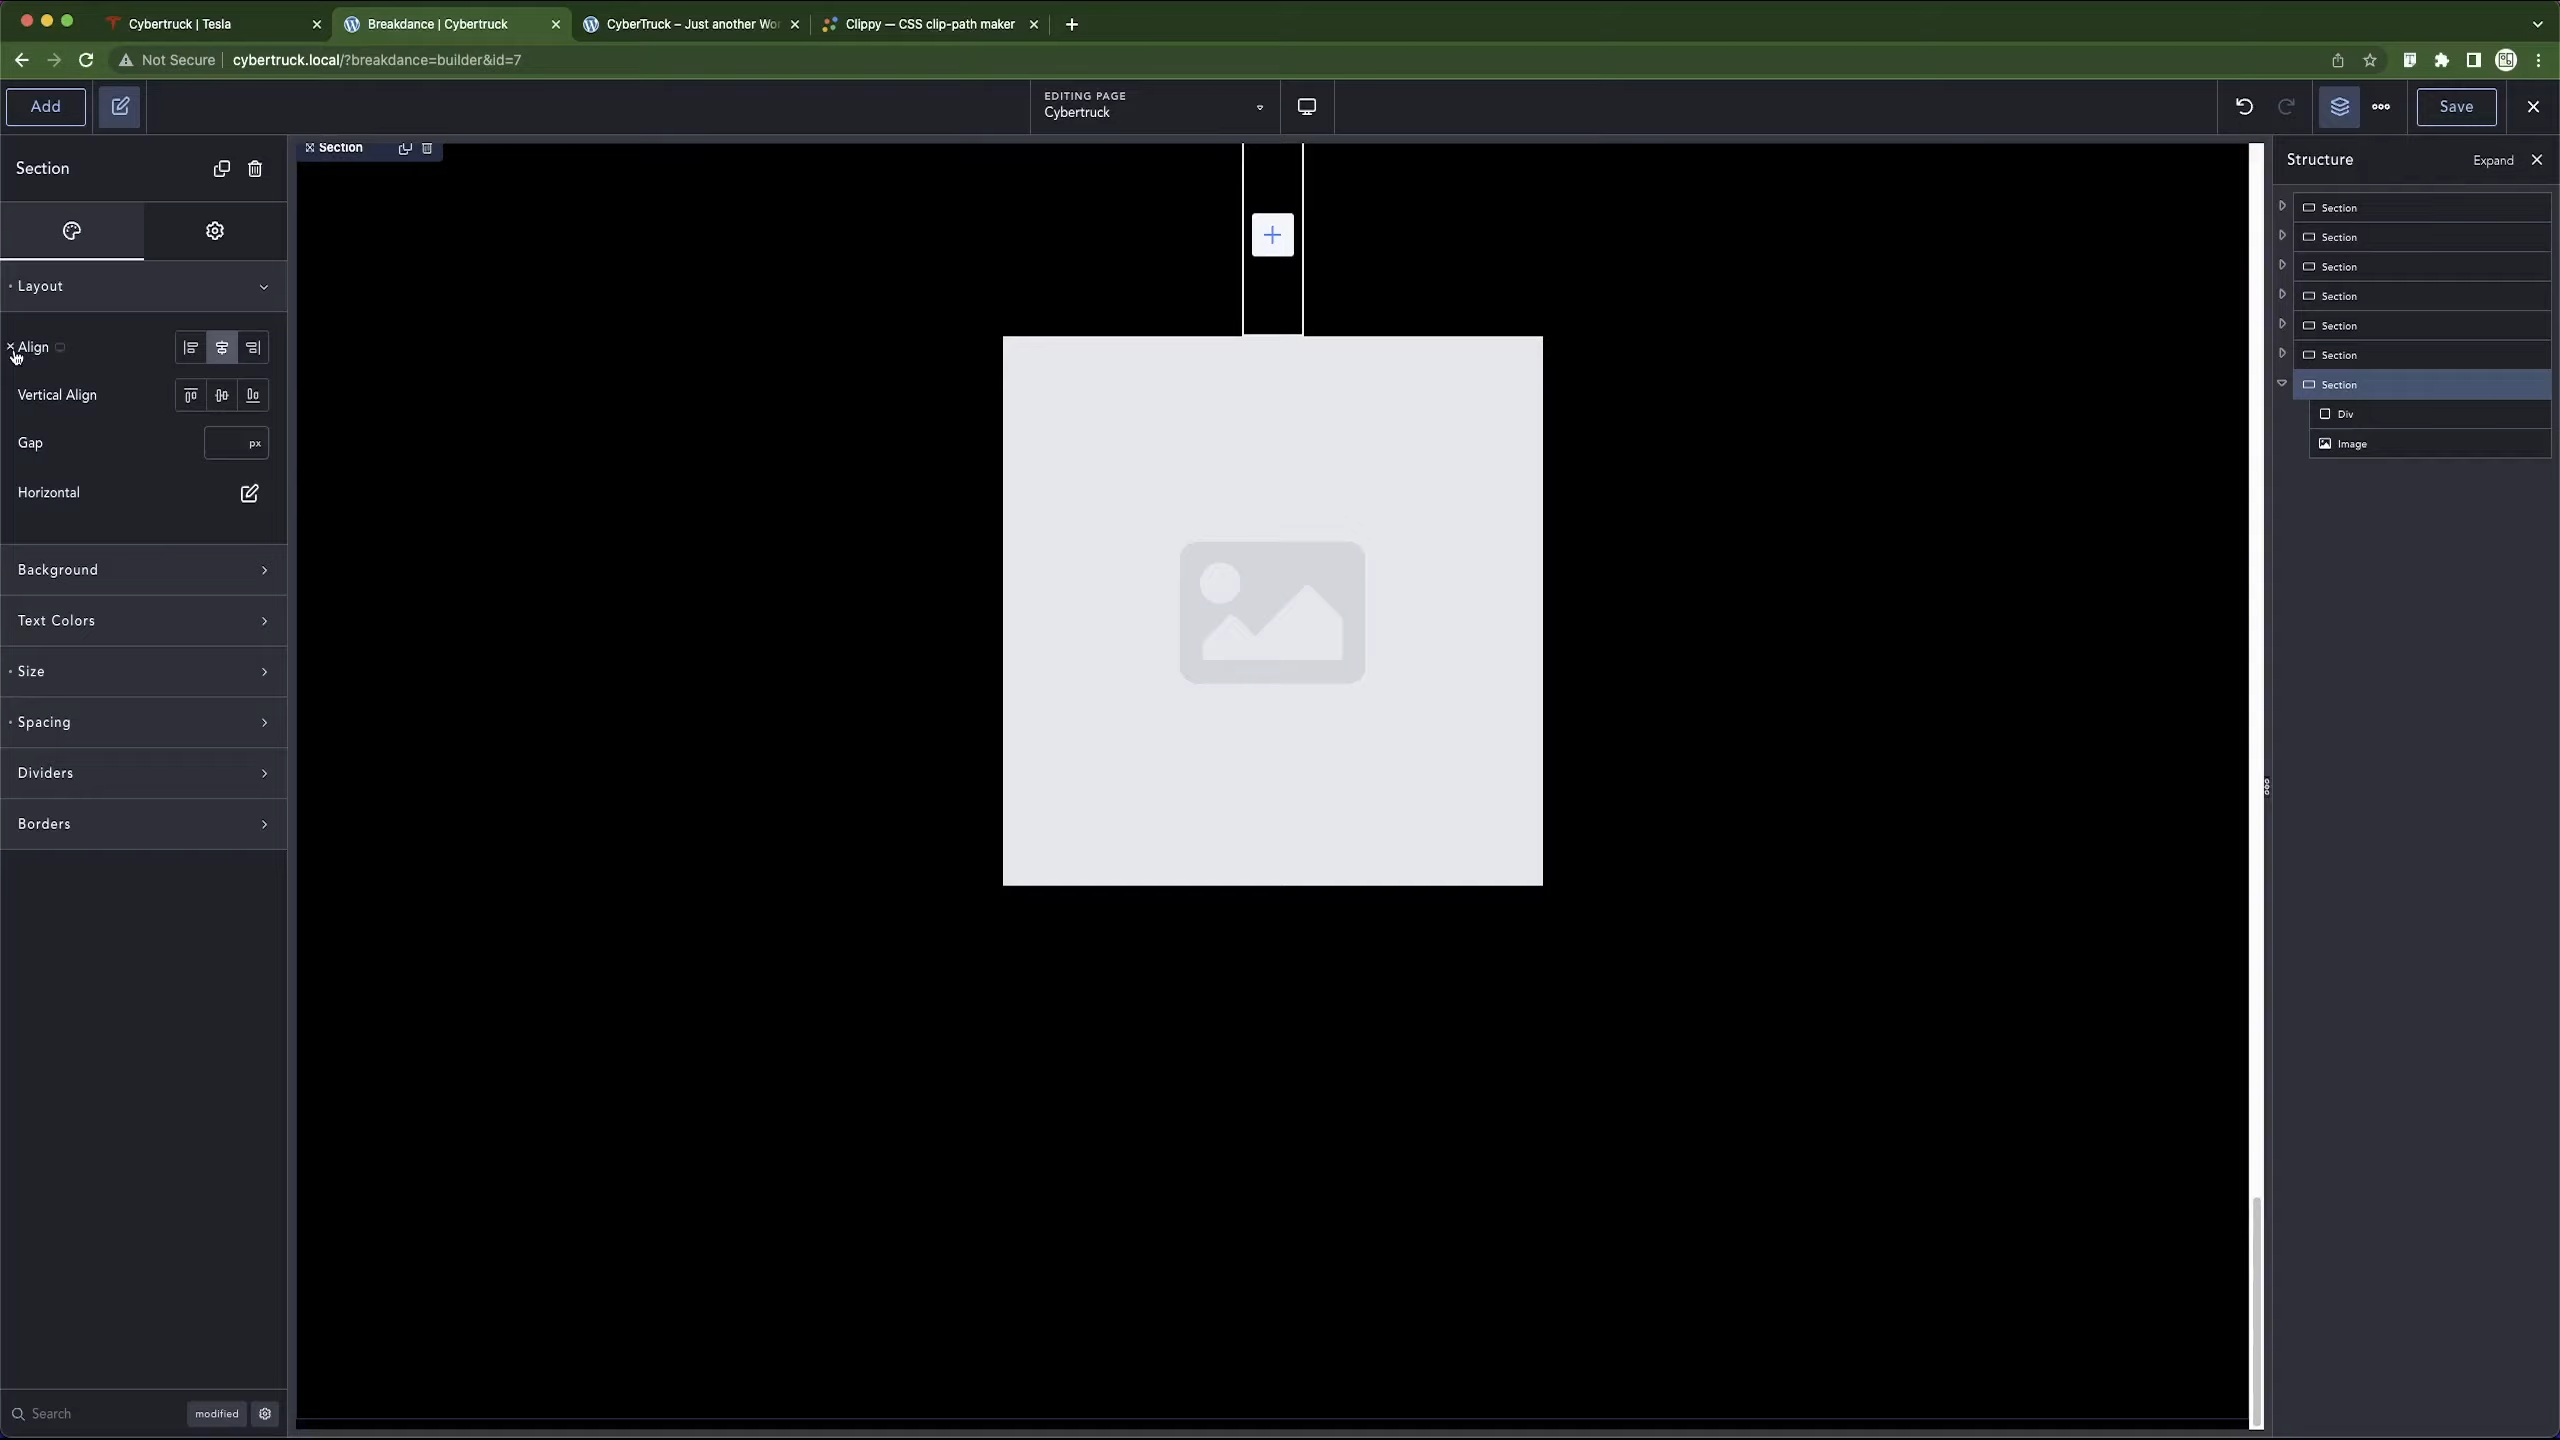 Cybertruck | Tesla
Breakdance | Cybertruck
CyberTruck – Just another Wor
Clippy — CSS clip-path maker
Not Secure
cybertruck.local/?breakdance=builder&id=7
Add
EDITING PAGE
Cybertruck
Save
Section
Layout
Align
Vertical Align
Gap
px
Horizontal
Background
Text Colors
Size
Spacing
Dividers
Borders
Search
modified
Section
Structure
Expand
Section
Section
Section
Section
Section
Section
Section
Div
Image